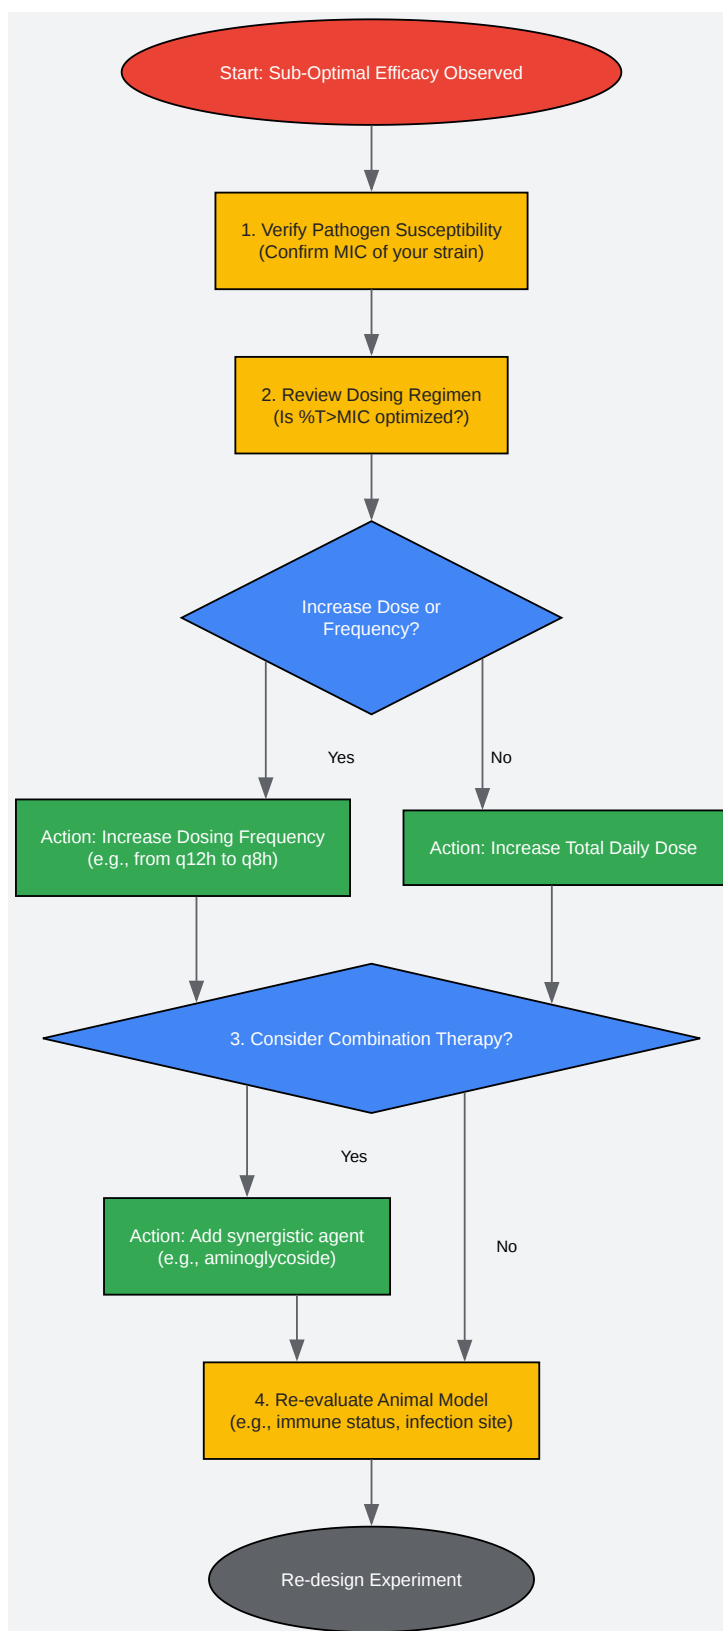 Start: Sub-Optimal Efficacy Observed
1. Verify Pathogen Susceptibility
(Confirm MIC of your strain)
2. Review Dosing Regimen
(Is %T>MIC optimized?)
Increase Dose or
Frequency?
Yes
No
Action: Increase Dosing Frequency
(e.g., from q12h to q8h)
Action: Increase Total Daily Dose
3. Consider Combination Therapy?
Yes
Action: Add synergistic agent
(e.g., aminoglycoside)
No
4. Re-evaluate Animal Model
(e.g., immune status, infection site)
Re-design Experiment